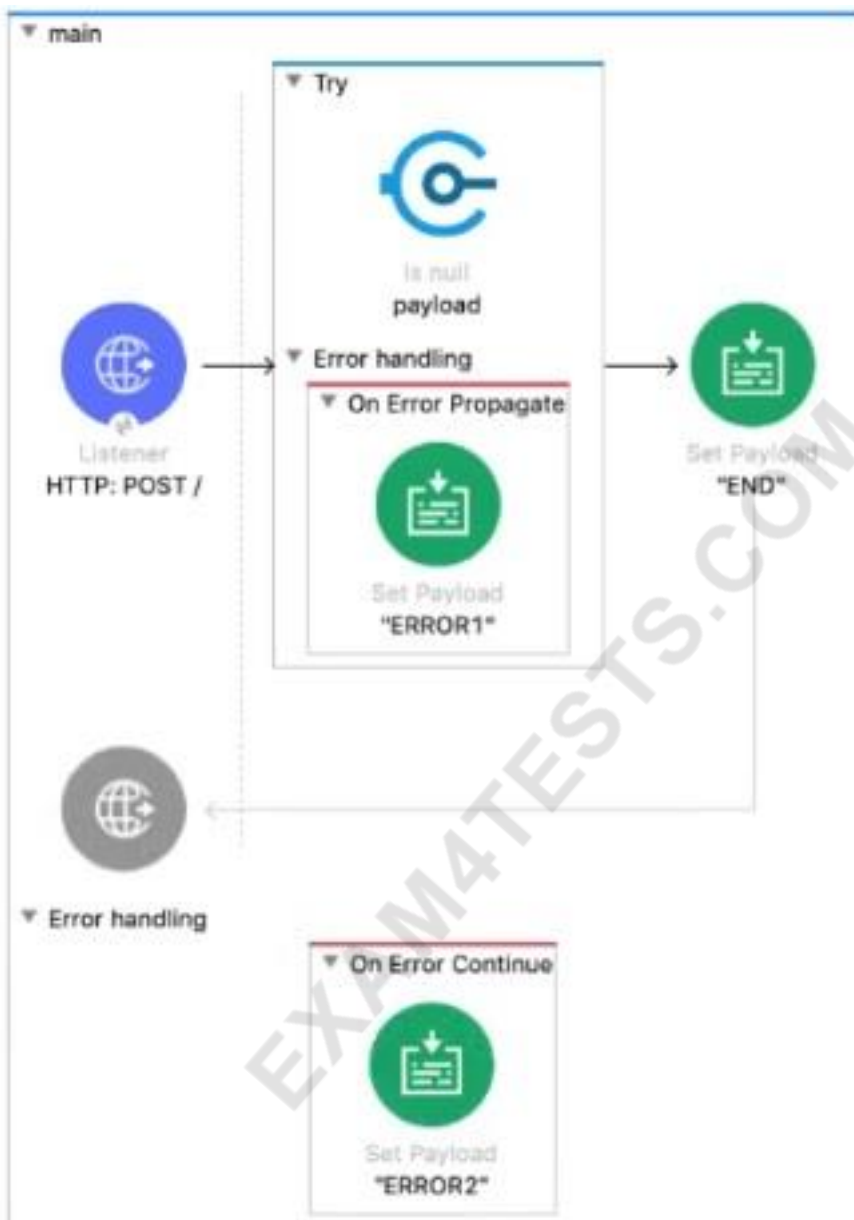 main
Try
Is null
payload
Error handling
On Error Propagate
Listener
HTTP: POST /
Set Payload
"END"
Set Payload
"ERROR1"
Error handling
On Error Continue
Set Payload
"ERROR2"
EXAM4TESTS.COM